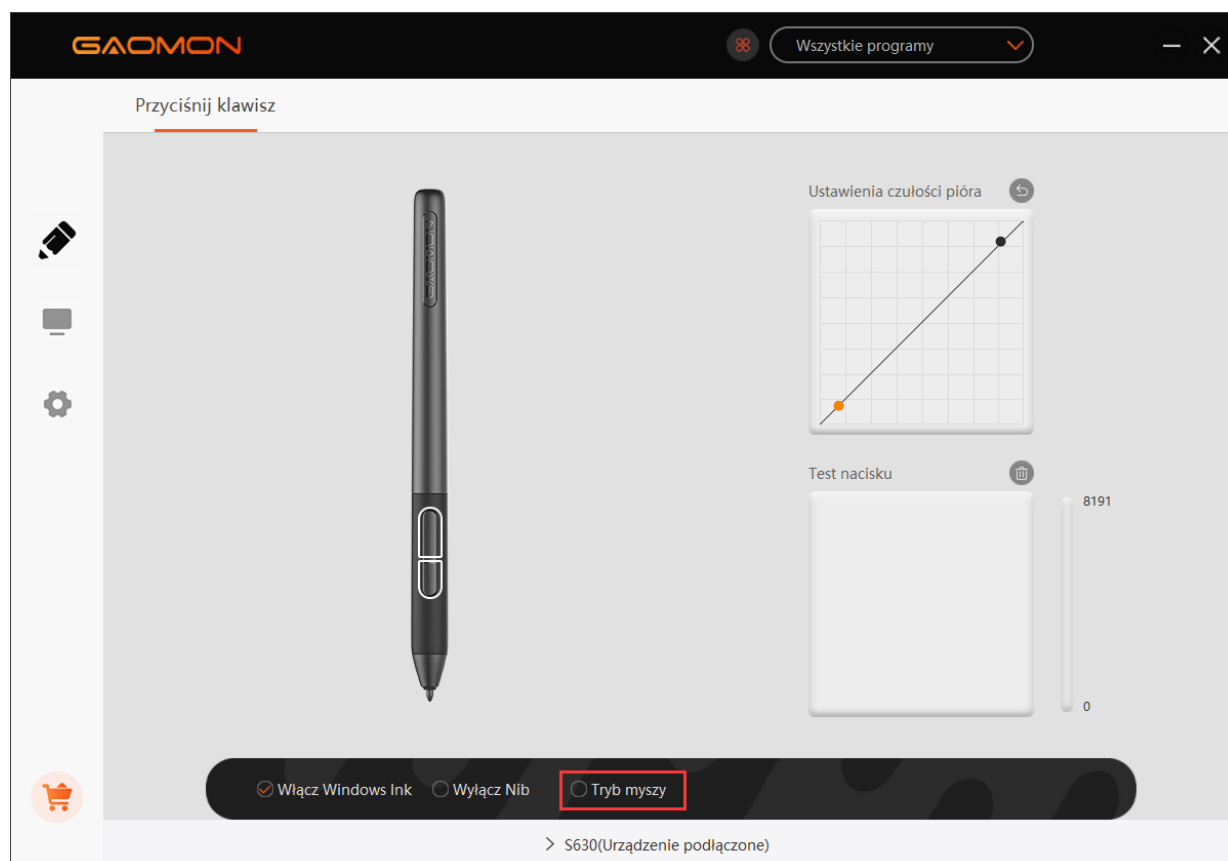 GAOMON
Wszystkie programy
Przyciśnij klawisz
GAOMON
Ustawienia czułości pióra
Test nacisku
8191
0
Włącz Windows Ink
Wyłącz Nib
Tryb myszy
S630(Urządzenie podłączone)